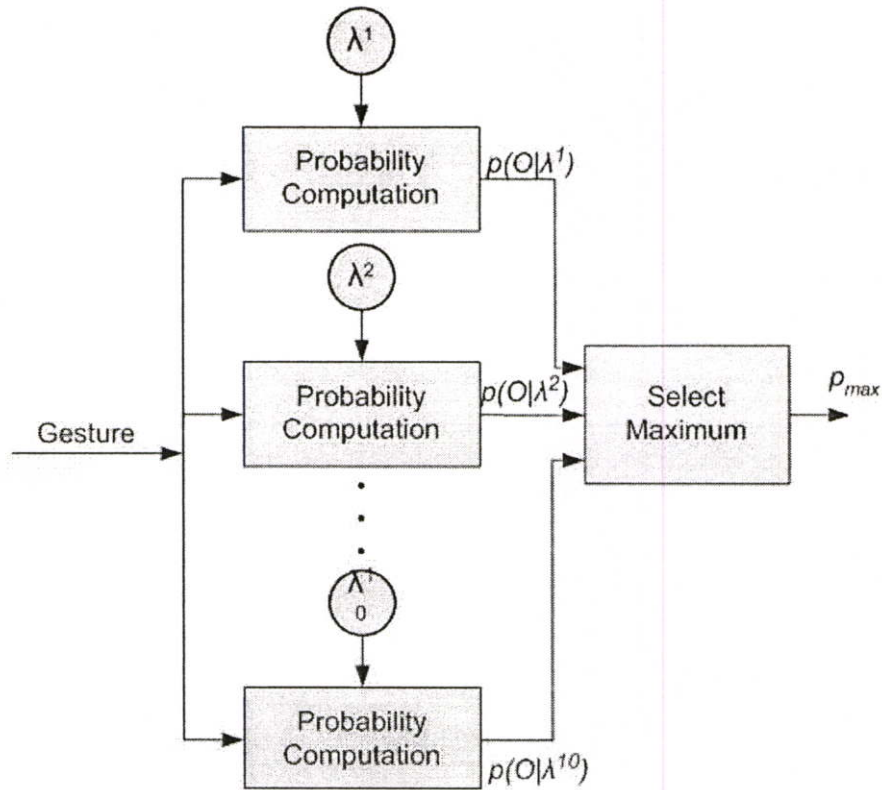 λ¹
Probability
Computation
p(O|λ¹)
λ²
Probability
Computation
p(O|λ²)
Select
Maximum
p_max
Gesture
λ¹
0
Probability
Computation
p(O|λ¹⁰)